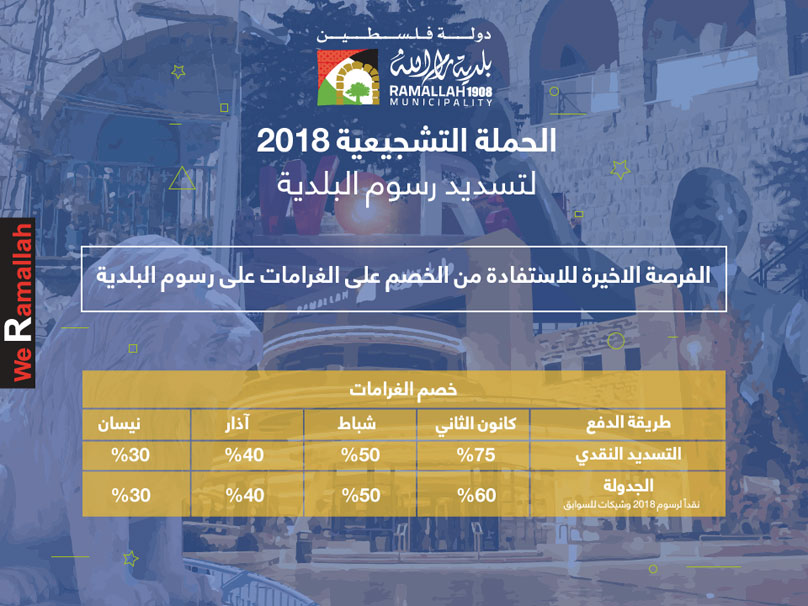 دولة فلسطين
بلدية رام الله
RAMALLAH 1908
MUNICIPALITY
الحملة التشجيعية 2018
لتسديد رسوم البلدية
We Ramallah
الفرصة الاخيرة للاستفادة من الخصم على الغرامات على رسوم البلدية
خصم الغرامات
طريقة الدفع كانون الثاني شباط آذار نيسان
التسديد النقدي %75 %50 %40 %30
الجدولة %60 %50 %40 %30
نقداً لرسوم 2018 وشيكات للسوابق